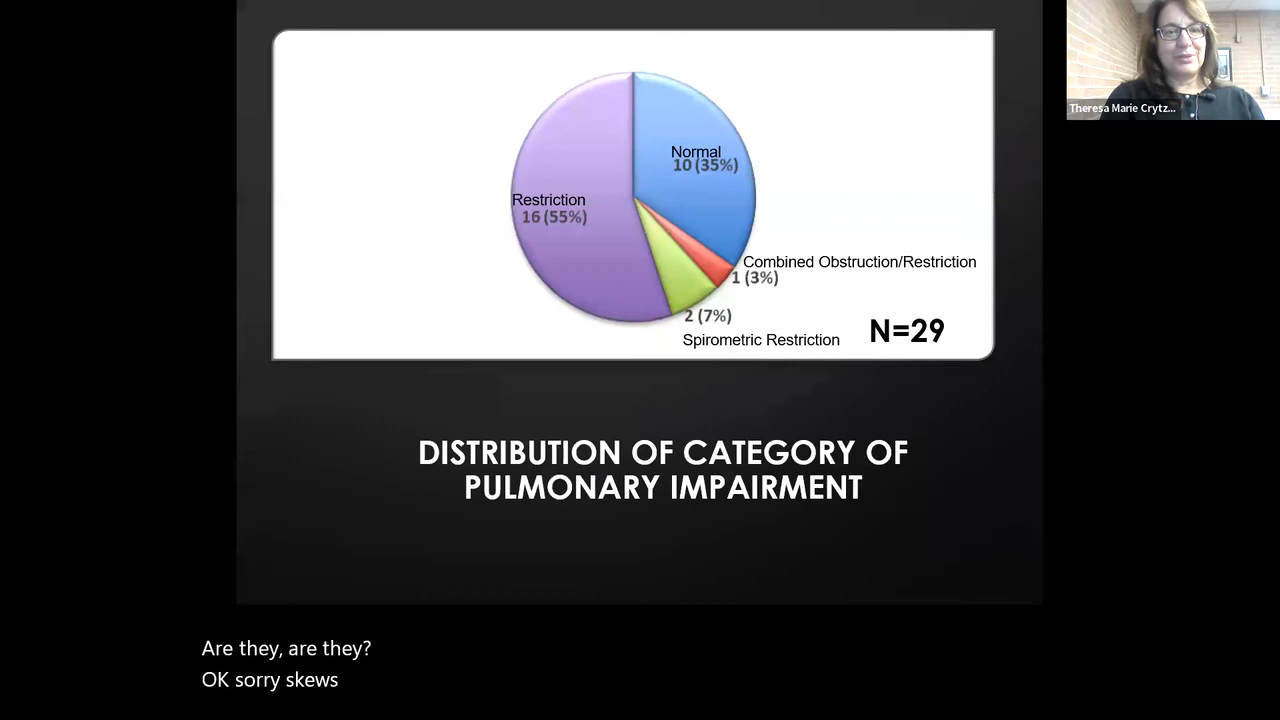 Theresa Marie Crytz...
Normal
10 (35%)
Restriction
16 (55%)
Combined Obstruction/Restriction
1 (3%)
2 (7%)
Spirometric Restriction
N=29
DISTRIBUTION OF CATEGORY OF
PULMONARY IMPAIRMENT
Are they, are they?
OK sorry skews